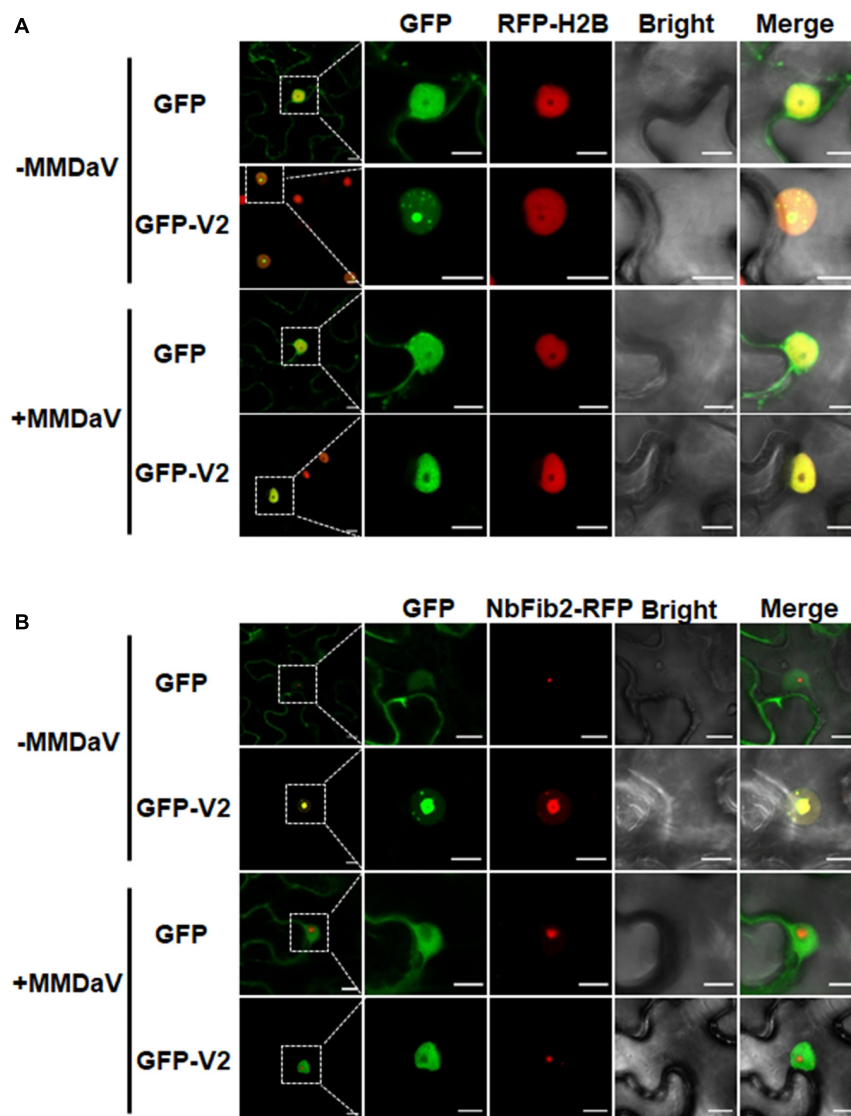 A
GFP RFP-H2B Bright Merge
GFP
-MMDaV
GFP-V2
GFP
+MMDaV
GFP-V2
B
GFP NbFib2-RFP Bright Merge
GFP
-MMDaV
GFP-V2
GFP
+MMDaV
GFP-V2